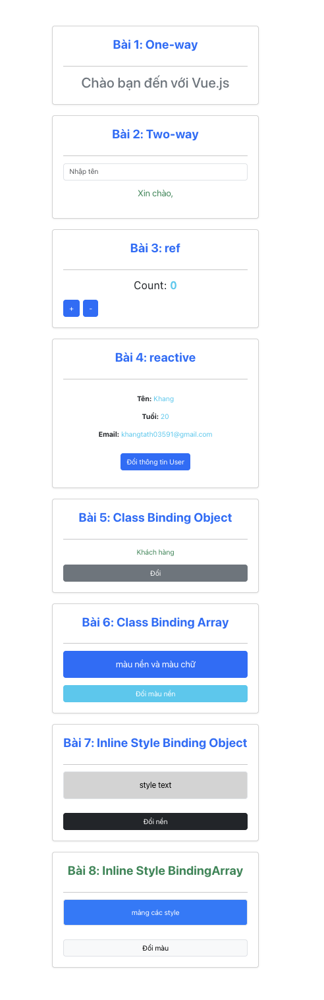 Bài 1: One-way
Chào bạn đến với Vue.js
Bài 2: Two-way
Nhập tên
Xin chào,
Bài 3: ref
Count: 0
+ -
Bài 4: reactive
Tên: Khang
Tuổi: 20
Email: khangtath03591@gmail.com
Đổi thông tin User
Bài 5: Class Binding Object
Khách hàng
Đổi
Bài 6: Class Binding Array
màu nền và màu chữ
Đổi màu nền
Bài 7: Inline Style Binding Object
style text
Đổi nền
Bài 8: Inline Style BindingArray
mảng các style
Đổi màu